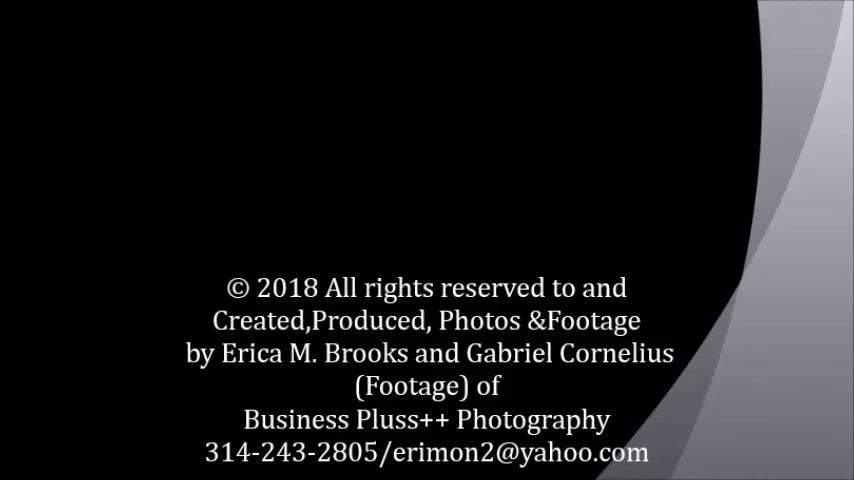 © 2018 All rights reserved to and
Created,Produced, Photos &Footage
by Erica M. Brooks and Gabriel Cornelius
(Footage) of
Business Pluss++ Photography
314-243-2805/erimon2@yahoo.com